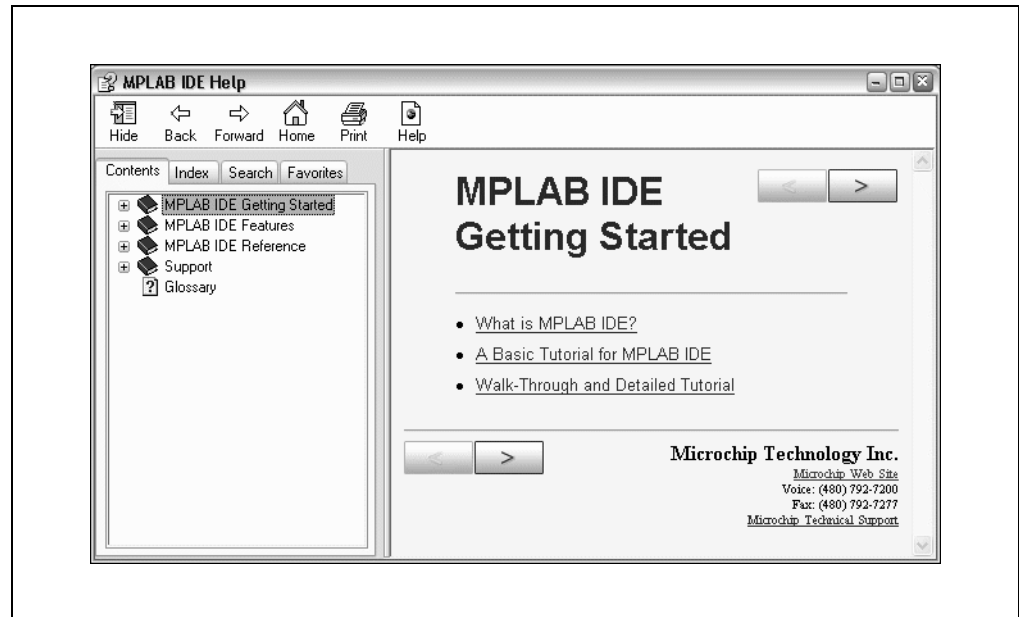 MPLAB IDE Help
Hide Back Forward Home Print Help
Contents Index Search Favorites
MPLAB IDE Getting Started
MPLAB IDE Features
MPLAB IDE Reference
Support
? Glossary
MPLAB IDE
Getting Started
< >
• What is MPLAB IDE?
• A Basic Tutorial for MPLAB IDE
• Walk-Through and Detailed Tutorial
< >
Microchip Technology Inc.
Microchip Web Site
Voice: (480) 792-7200
Fax: (480) 792-7277
Microchip Technical Support